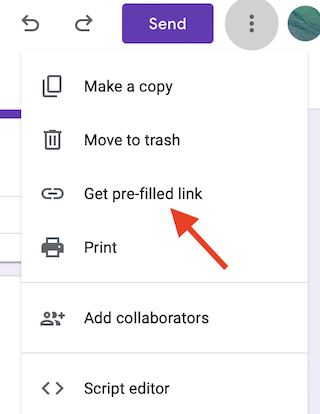 Send
Make a copy
Move to trash
Get pre-filled link
Print
Add collaborators
Script editor